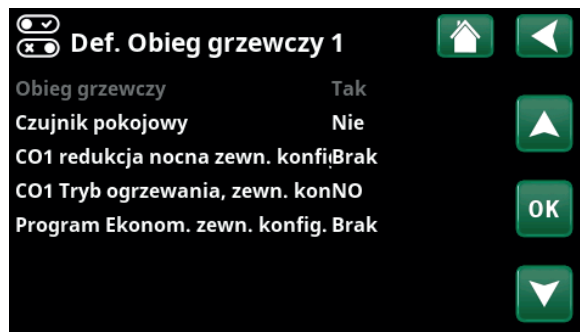 Def. Obieg grzewczy 1
Obieg grzewczy Tak
Czujnik pokojowy Nie
CO1 redukcja nocna zewn. konfi Brak
CO1 Tryb ogrzewania, zewn. kon NO
Program Ekonom. zewn. konfig. Brak
OK